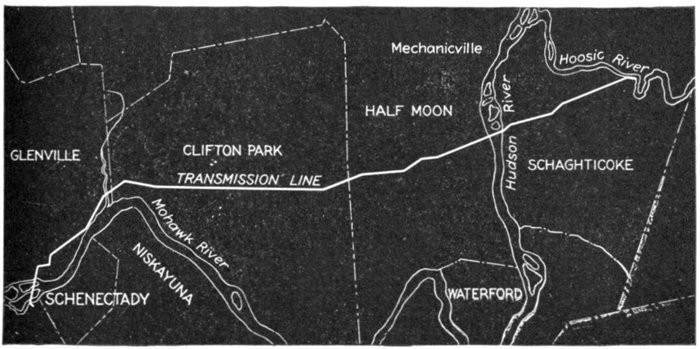 Mechanicville
Hoosic River
Hudson River
HALF MOON
GLENVILLE
CLIFTON PARK
SCHAGHTICOKE
TRANSMISSION LINE
Mohawk River
NISKAYUNA
SCHENECTADY
WATERFORD